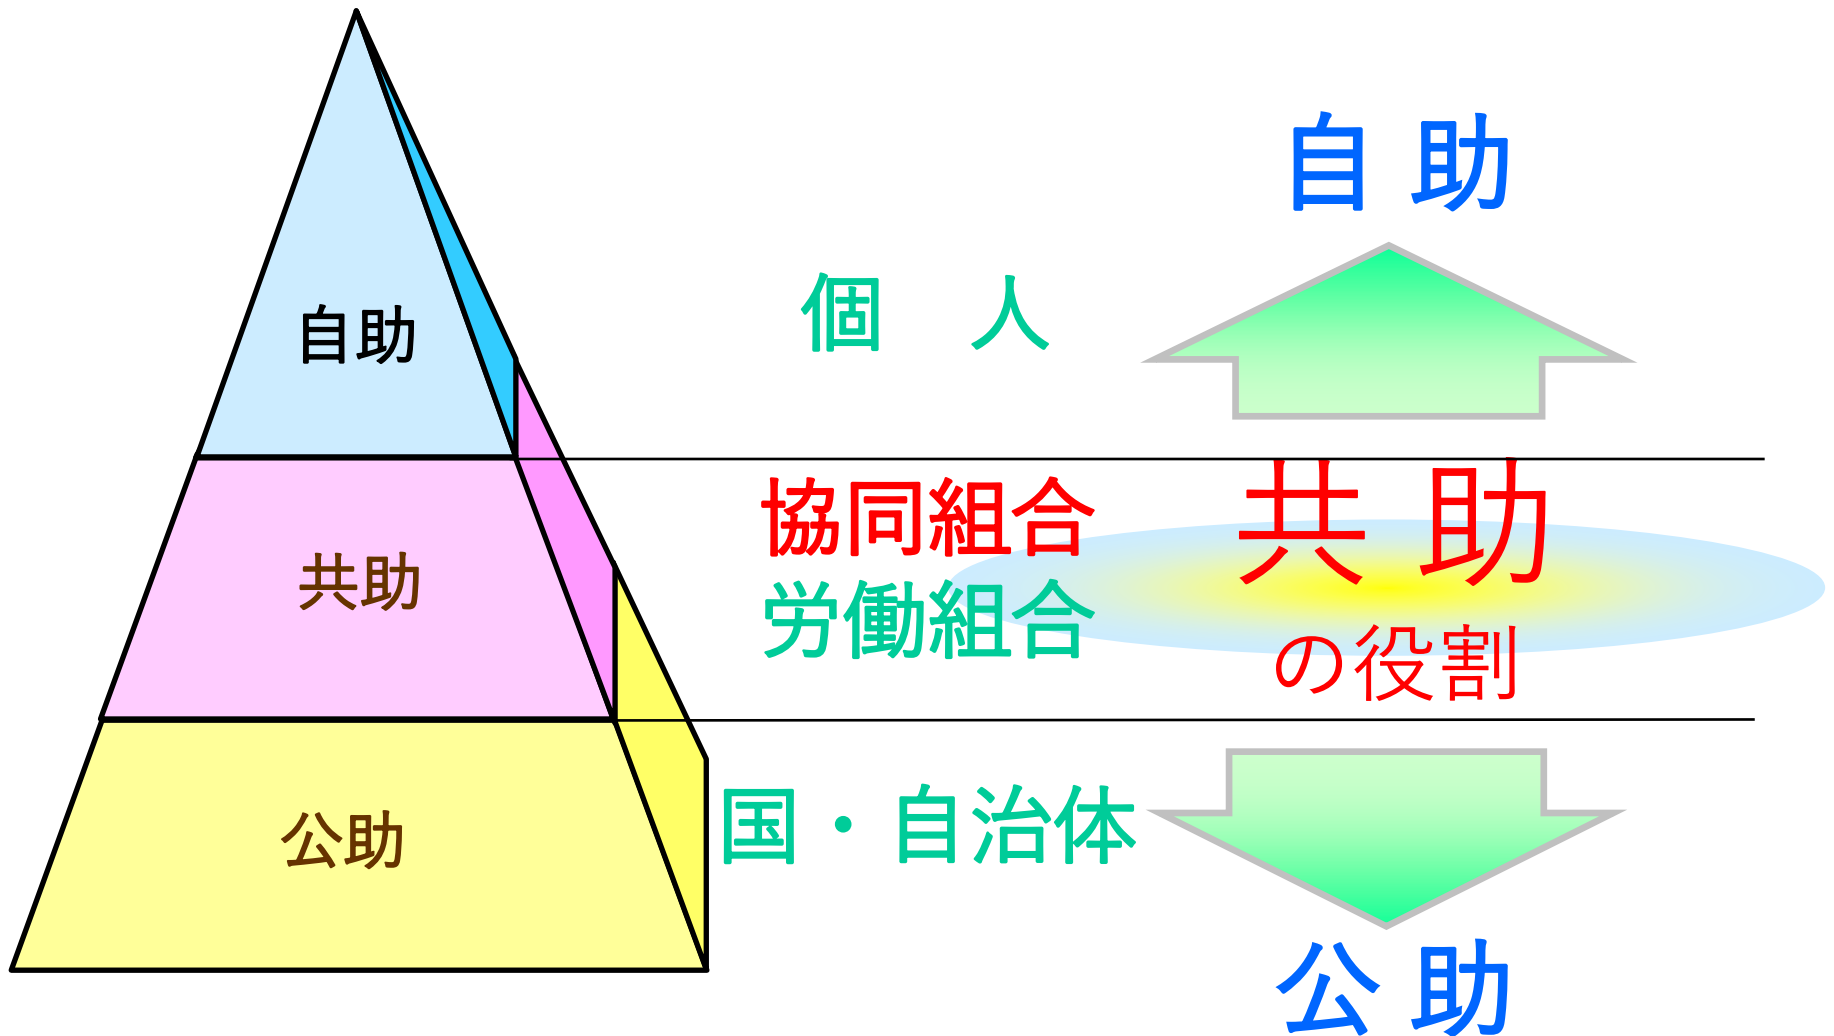 自助
個　人
自助
協同組合
共助
共助
労働組合
の役割
国・自治体
公助
公助